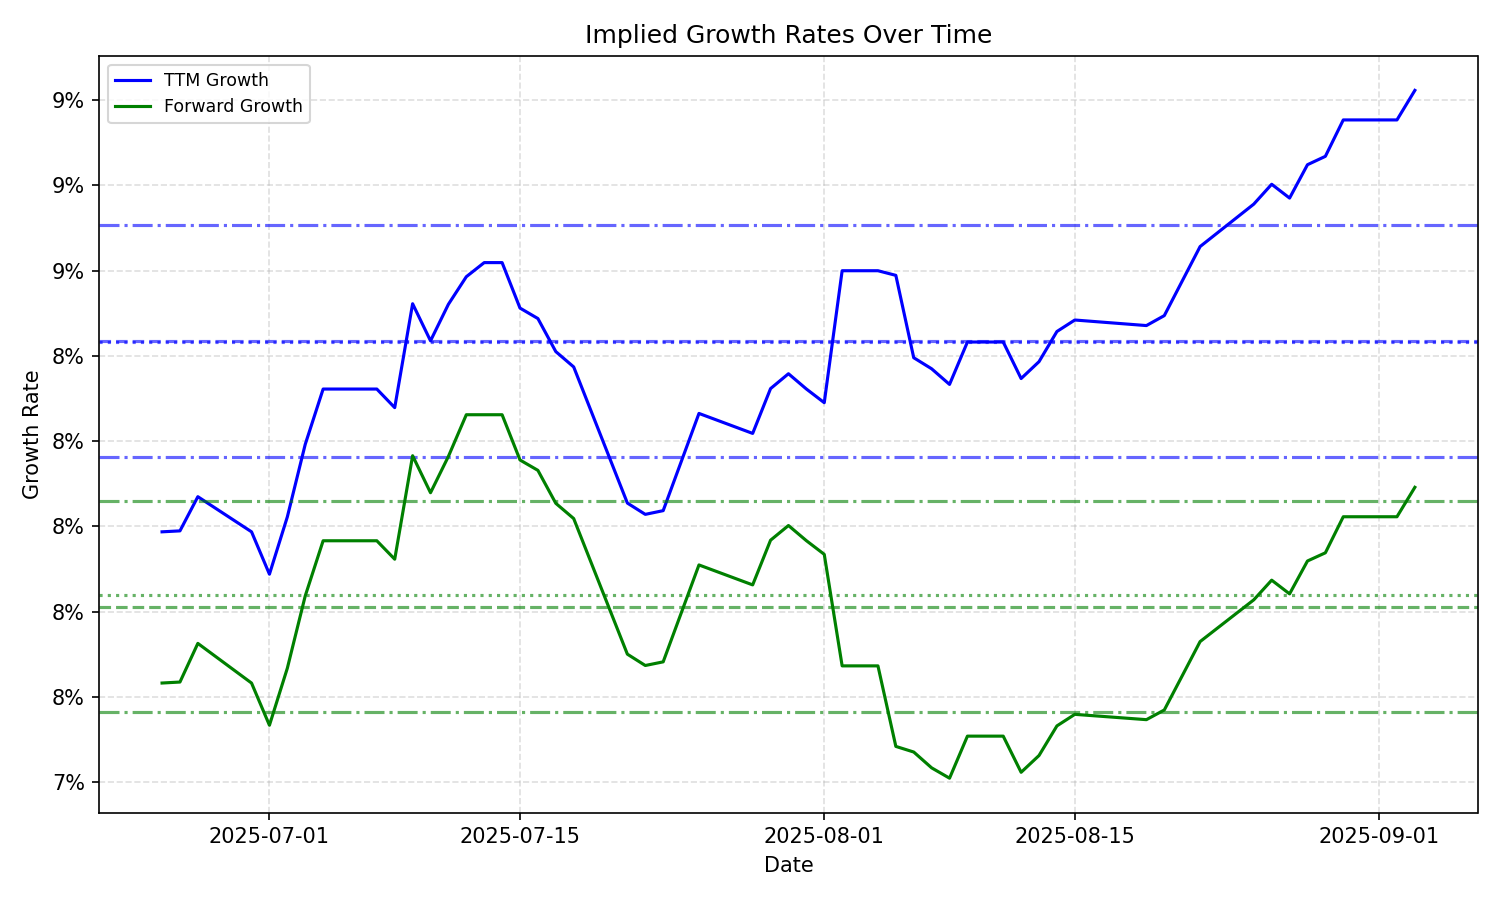 Implied Growth Rates Over Time
TTM Growth
Forward Growth
9%
9%
9%
8%
8%
8%
8%
8%
7%
Growth Rate
2025-07-01
2025-07-15
2025-08-01
2025-08-15
2025-09-01
Date